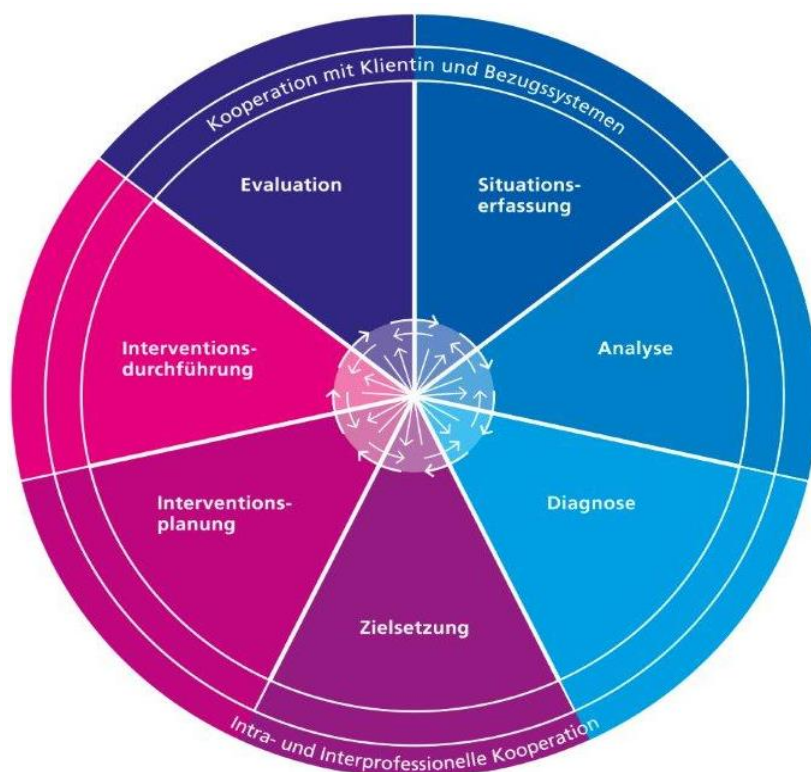 Kooperation mit Klientin und Bezugssystemen
Evaluation
Situations-
erfassung
Interventions-
durchführung
Analyse
Interventions-
planung
Diagnose
Zielsetzung
Intra- und Interprofessionelle Kooperation